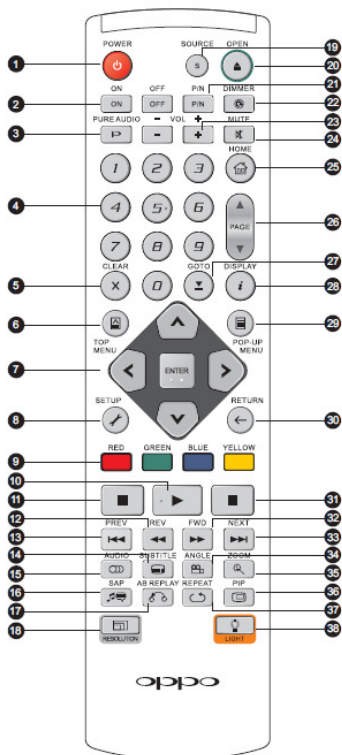 POWER SOURCE OPEN
1 S 19
20
21
ON OFF P/N DIMMER
2 ON OFF P/N 22
23
PURE AUDIO - VOL + MUTE
3 - + 24
HOME
1 2 3 25
4 4 5 6 PAGE 26
7 8 9 27
CLEAR GOTO DISPLAY
5 X 0 i 28
6 29
TOP MENU POP-UP MENU
7 ENTER
SETUP RETURN
8 30
RED GREEN BLUE YELLOW
9
10
11 31
12 32
PREV REV FWD NEXT
13 33
14 34
AUDIO SUBTITLE ANGLE ZOOM
15 35
SAP AB REPLAY REPEAT PIP
16 36
17 37
18 RESOLUTION LIGHT 38
oppo